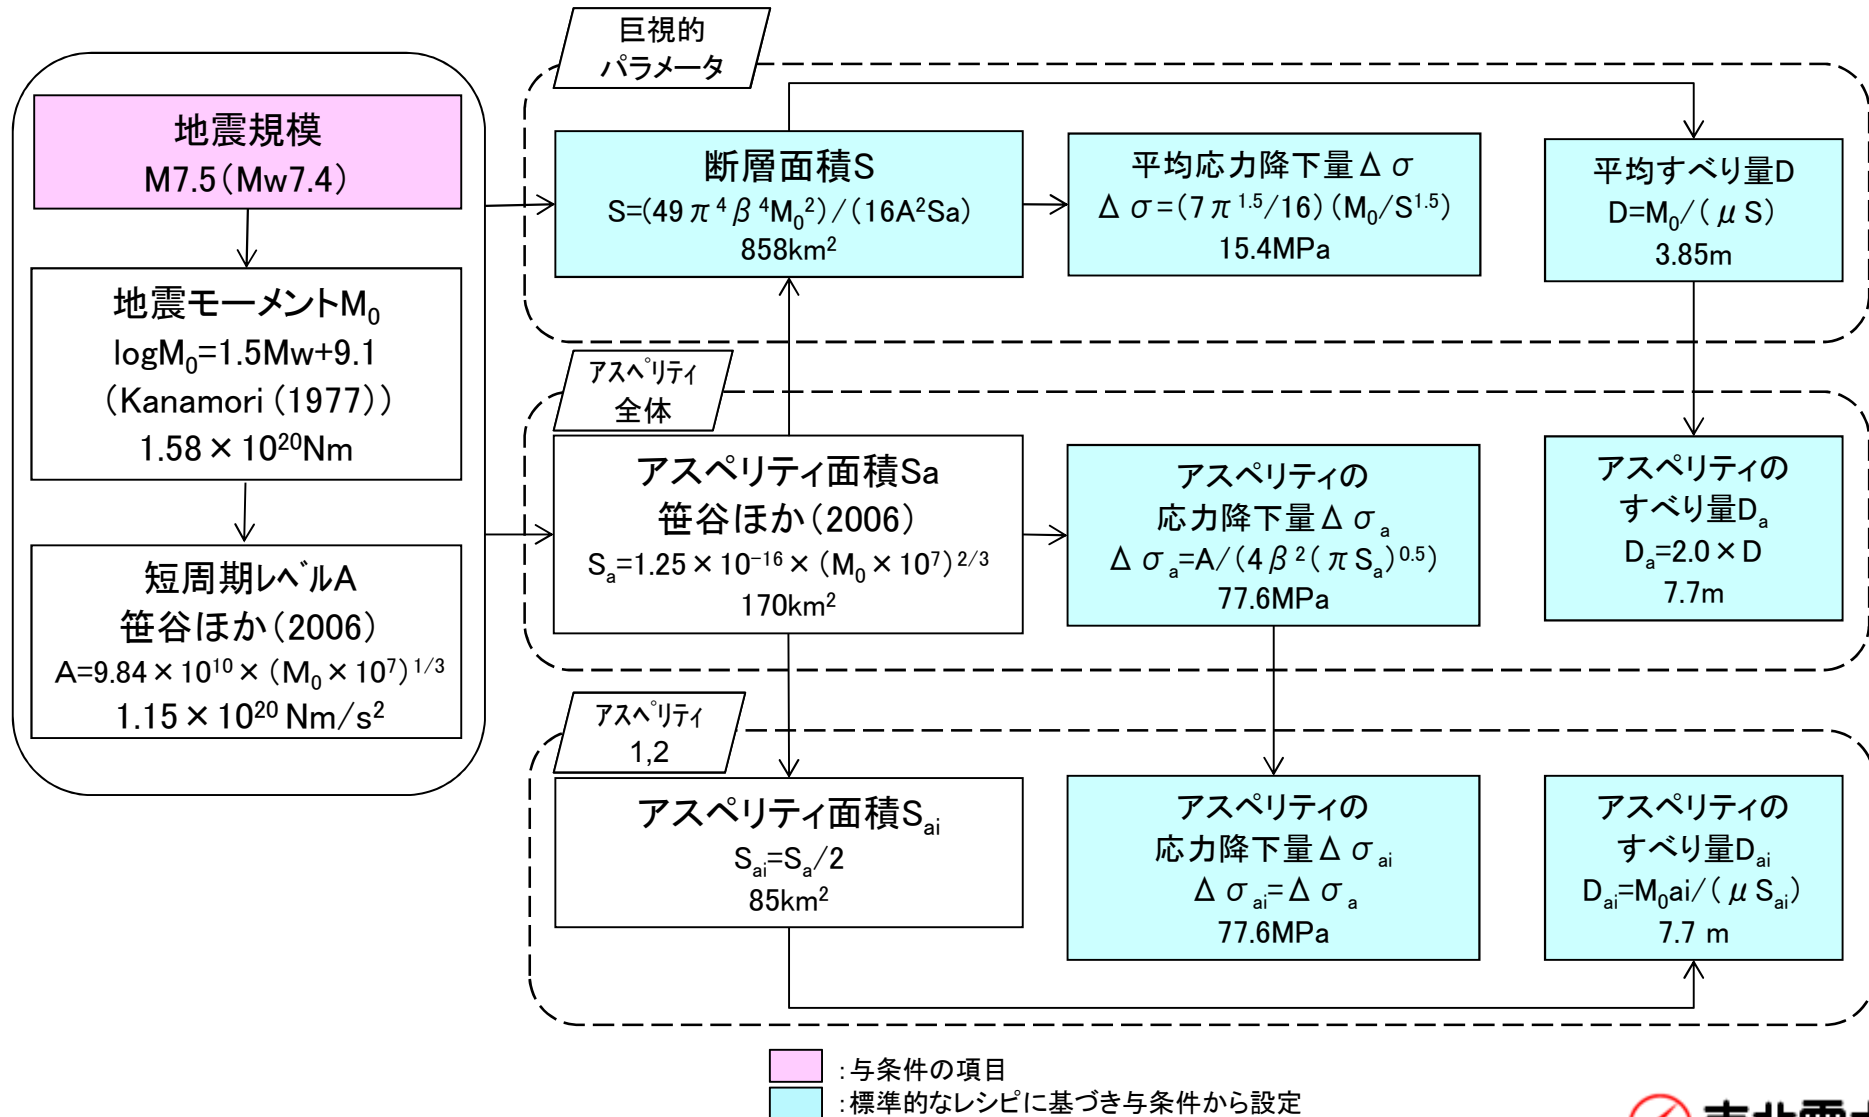 巨視的
パラメータ
地震規模
M7.5(Mw7.4)
地震モーメントM₀
logM₀=1.5Mw+9.1
(Kanamori(1977))
1.58×10²⁰Nm
短周期レベルA
笹谷ほか(2006)
A=9.84×10¹⁰×(M₀×10⁷)¹ᐟ³
1.15×10²⁰Nm/s²
断層面積S
S=(49π⁴β⁴M₀²)/(16A²Sa)
858km²
平均応力降下量Δσ
Δσ=(7π¹·⁵/16)(M₀/S¹·⁵)
15.4MPa
平均すべり量D
D=M₀/(μS)
3.85m
アスペリティ
全体
アスペリティ面積Sa
笹谷ほか(2006)
Sₐ=1.25×10⁻¹⁶×(M₀×10⁷)²ᐟ³
170km²
アスペリティの
応力降下量Δσₐ
Δσₐ=A/(4β²(πSₐ)⁰·⁵)
77.6MPa
アスペリティの
すべり量Dₐ
Dₐ=2.0×D
7.7m
アスペリティ
1,2
アスペリティ面積Sₐᵢ
Sₐᵢ=Sₐ/2
85km²
アスペリティの
応力降下量Δσₐᵢ
Δσₐᵢ=Δσₐ
77.6MPa
アスペリティの
すべり量Dₐᵢ
Dₐᵢ=M₀ai/(μSₐᵢ)
7.7 m
:与条件の項目
:標準的なレシピに基づき与条件から設定